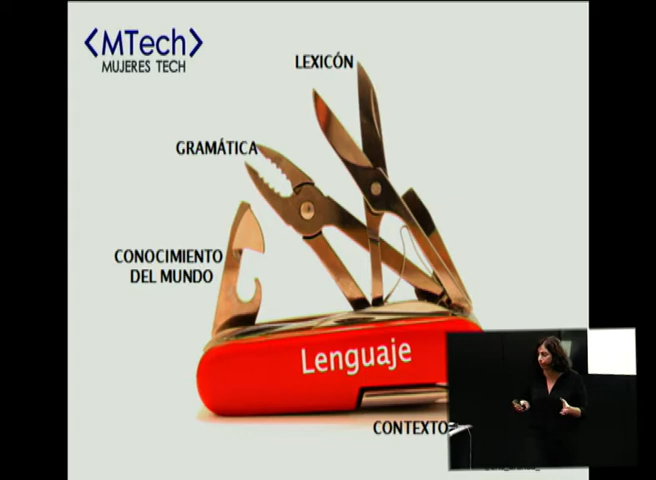 <MTech>
MUJERES TECH
LEXICÓN
GRAMÁTICA
CONOCIMIENTO
DEL MUNDO
Lenguaje
CONTEXTO